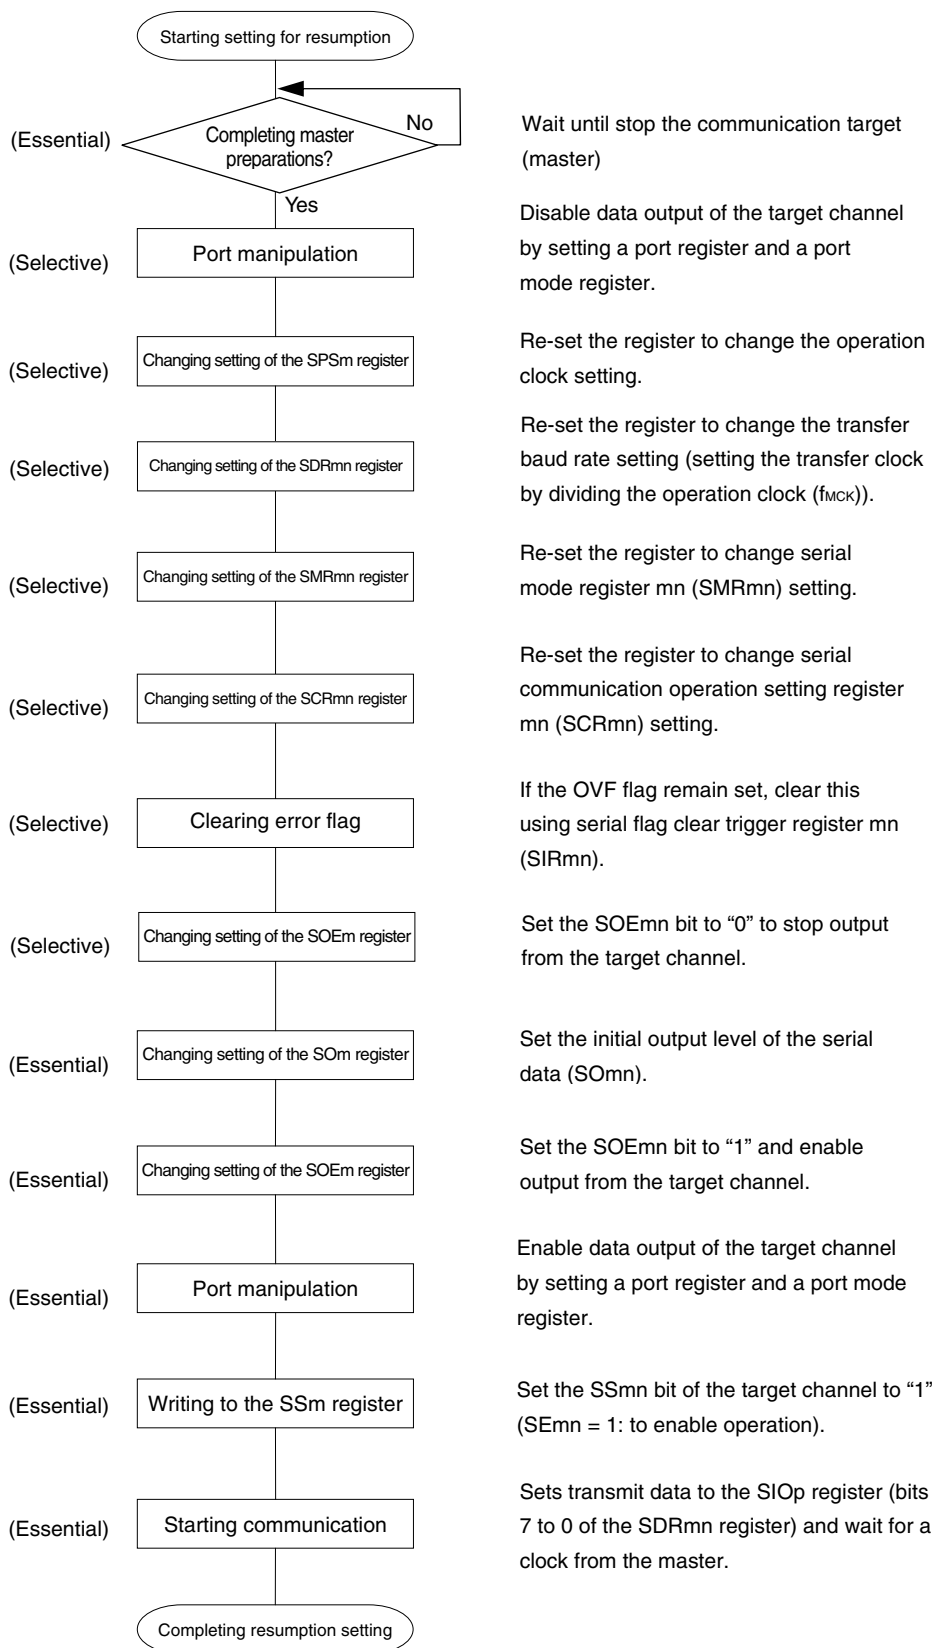 Starting setting for resumption
(Essential)
Completing master
preparations?
No
Yes
Wait until stop the communication target
(master)
(Selective)
Port manipulation
Disable data output of the target channel
by setting a port register and a port
mode register.
(Selective)
Changing setting of the SPSm register
Re-set the register to change the operation
clock setting.
(Selective)
Changing setting of the SDRmn register
Re-set the register to change the transfer
baud rate setting (setting the transfer clock
by dividing the operation clock (fMCK)).
(Selective)
Changing setting of the SMRmn register
Re-set the register to change serial
mode register mn (SMRmn) setting.
(Selective)
Changing setting of the SCRmn register
Re-set the register to change serial
communication operation setting register
mn (SCRmn) setting.
(Selective)
Clearing error flag
If the OVF flag remain set, clear this
using serial flag clear trigger register mn
(SIRmn).
(Selective)
Changing setting of the SOEm register
Set the SOEmn bit to “0” to stop output
from the target channel.
(Essential)
Changing setting of the SOm register
Set the initial output level of the serial
data (SOmn).
(Essential)
Changing setting of the SOEm register
Set the SOEmn bit to “1” and enable
output from the target channel.
(Essential)
Port manipulation
Enable data output of the target channel
by setting a port register and a port mode
register.
(Essential)
Writing to the SSm register
Set the SSmn bit of the target channel to “1”
(SEmn = 1: to enable operation).
(Essential)
Starting communication
Sets transmit data to the SIOp register (bits
7 to 0 of the SDRmn register) and wait for a
clock from the master.
Completing resumption setting